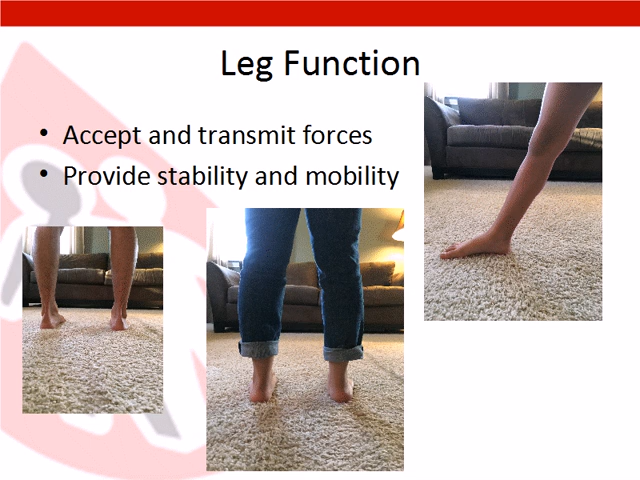 Leg Function
• Accept and transmit forces
• Provide stability and mobility